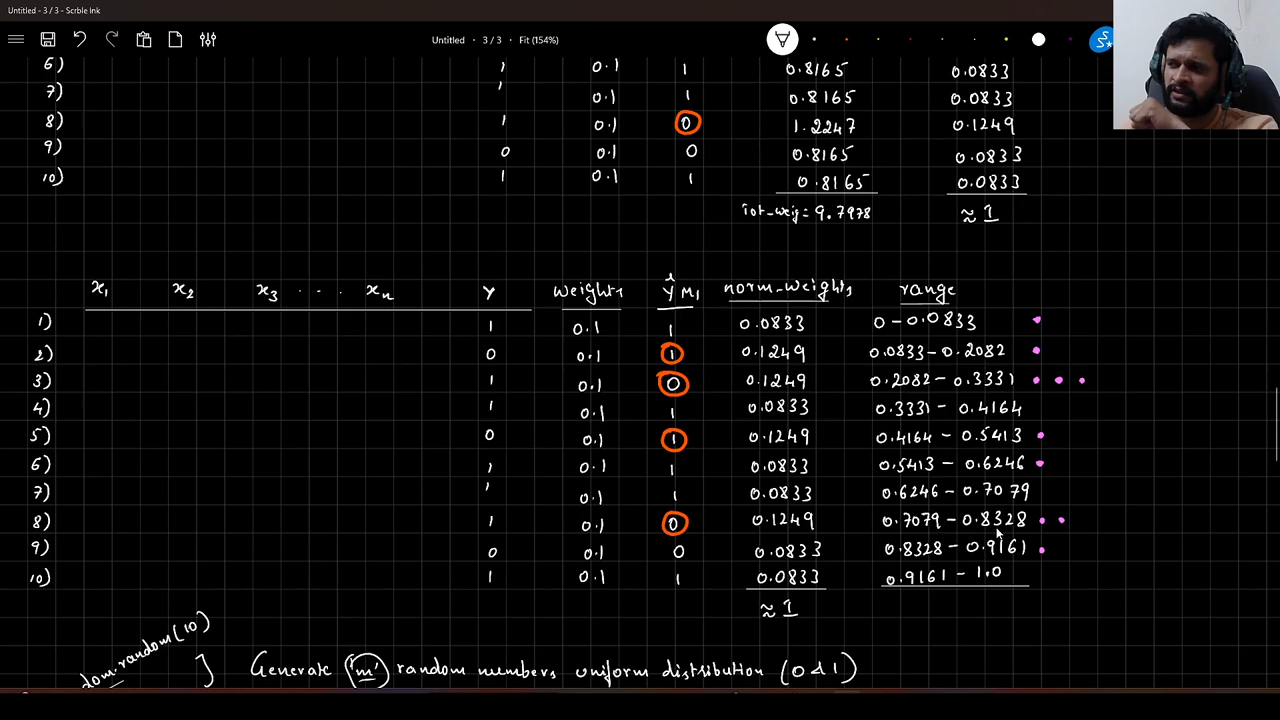 Untitled - 3 / 3 - Scrble Ink
Untitled • 3 / 3 • Fit (154%)
6) 1 0.1 1 0.8165 0.0833
7) 1 0.1 1 0.8165 0.0833
8) 1 0.1 0 1.2247 0.1249
9) 0 0.1 0 0.8165 0.0833
10) 1 0.1 1 0.8165 0.0833
Tot-weig = 9.7978 ≈ 1
x₁ x₂ x₃ ... xₙ Y weights Ŷ M₁ norm-weights range
1) 1 0.1 1 0.0833 0 - 0.0833
2) 0 0.1 1 0.1249 0.0833 - 0.2082
3) 1 0.1 0 0.1249 0.2082 - 0.3331
4) 1 0.1 1 0.0833 0.3331 - 0.4164
5) 0 0.1 1 0.1249 0.4164 - 0.5413
6) 1 0.1 1 0.0833 0.5413 - 0.6246
7) 1 0.1 1 0.0833 0.6246 - 0.7079
8) 1 0.1 0 0.1249 0.7079 - 0.8328
9) 0 0.1 0 0.0833 0.8328 - 0.9161
10) 1 0.1 1 0.0833 0.9161 - 1.0
≈ 1
dom.random(10)
] Generate 'm' random numbers uniform distribution (0 & 1)